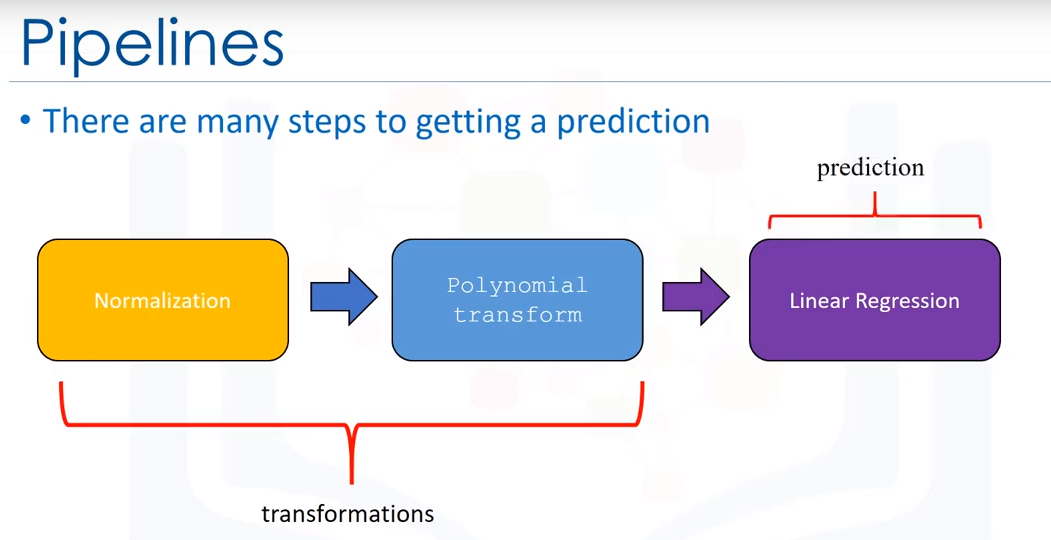 Pipelines
• There are many steps to getting a prediction
prediction
Normalization
Polynomial
transform
Linear Regression
transformations